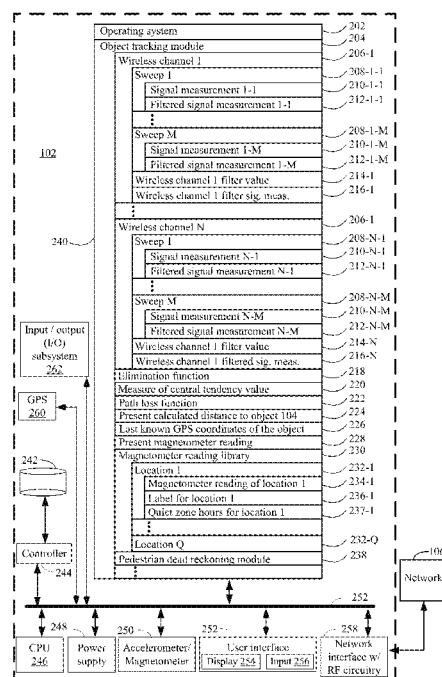 Operating system 202
Object tracking module 204
Wireless channel 1 206-1
Sweep 1 208-1-1
Signal measurement 1-1 210-1-1
Filtered signal measurement 1-1 212-1-1
Sweep M 208-1-M
Signal measurement 1-M 210-1-M
Filtered signal measurement 1-M 212-1-M
Wireless channel 1 filter value 214-1
Wireless channel 1 filter sig. meas. 216-1
102
240
Wireless channel N 206-1
Sweep 1 208-N-1
Signal measurement N-1 210-N-1
Filtered signal measurement N-1 212-N-1
Sweep M 208-N-M
Signal measurement N-M 210-N-M
Filtered signal measurement N-M 212-N-M
Wireless channel 1 filter value 214-N
Wireless channel 1 filtered sig. meas. 216-N
Elimination function 218
Measure of central tendency value 220
Path loss function 222
Present calculated distance to object 104 224
Last known GPS coordinates of the object 226
Present magnetometer reading 228
Magnetometer reading library 230
Location 1 232-1
Magnetometer reading of location 1 234-1
Label for location 1 236-1
Quiet zone hours for location 1 237-1
Location Q 232-Q
Pedestrian dead reckoning module 238
Input / output
(I/O)
subsystem
262
GPS
260
242
Controller
244
106
Network
252
248
250
252
258
CPU
246
Power
supply
Accelerometer/
Magnetometer
User interface
Display 254
Input 256
Network
interface w/
RF circuitry